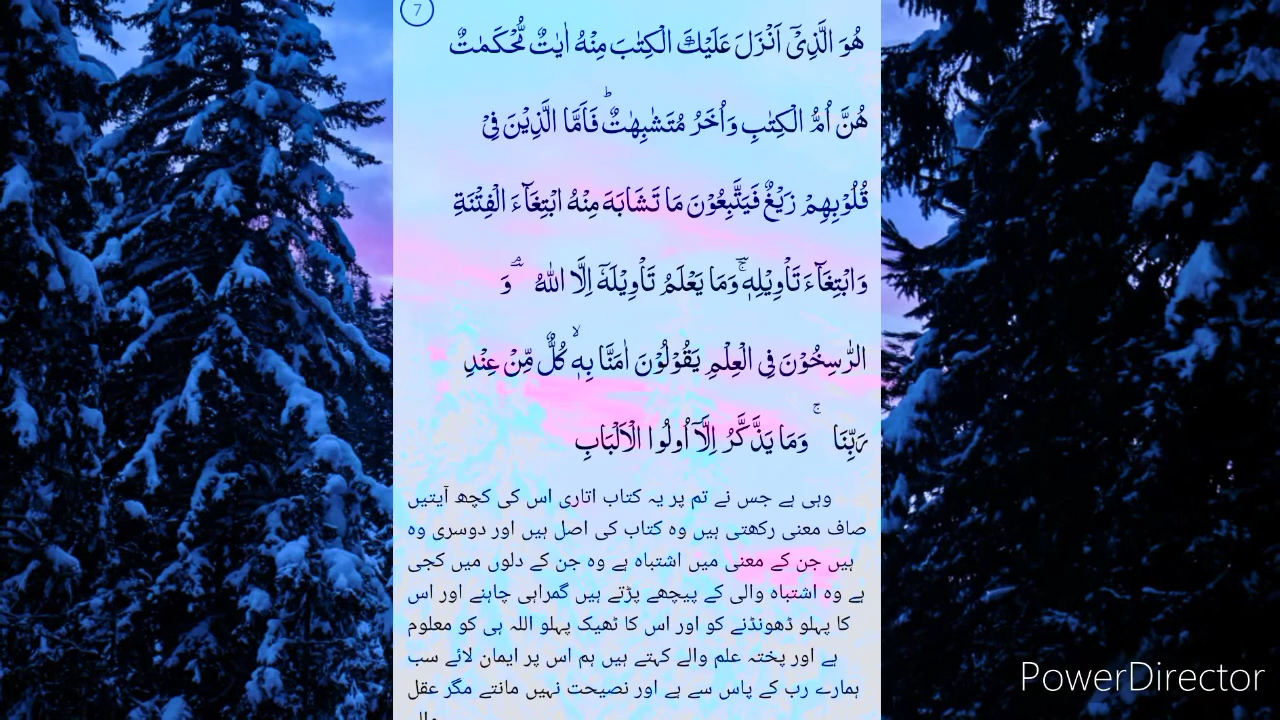 7
هُوَ الَّذِیْۤ اَنْزَلَ عَلَیْكَ الْكِتٰبَ مِنْهُ اٰیٰتٌ مُّحْكَمٰتٌ
هُنَّ اُمُّ الْكِتٰبِ وَاُخَرُ مُتَشٰبِهٰتٌؕ فَاَمَّا الَّذِیْنَ فِیْ
قُلُوْبِهِمْ زَیْغٌ فَیَتَّبِعُوْنَ مَا تَشَابَهَ مِنْهُ ابْتِغَآءَ الْفِتْنَةِ
وَابْتِغَآءَ تَاْوِیْلِهٖۚ وَمَا یَعْلَمُ تَاْوِیْلَهٗۤ اِلَّا اللّٰهُ ۘ وَ
الرّٰسِخُوْنَ فِی الْعِلْمِ یَقُوْلُوْنَ اٰمَنَّا بِهٖۙ كُلٌّ مِّنْ عِنْدِ
رَبِّنَا ۚ وَمَا یَذَّكَّرُ اِلَّاۤ اُولُوا الْاَلْبَابِ
وہی ہے جس نے تم پر یہ کتاب اتاری اس کی کچھ آیتیں
صاف معنی رکھتی ہیں وہ کتاب کی اصل ہیں اور دوسری وہ
ہیں جن کے معنی میں اشتباہ ہے وہ جن کے دلوں میں کجی
ہے وہ اشتباہ والی کے پیچھے پڑتے ہیں گمراہی چاہنے اور اس
کا پہلو ڈھونڈنے کو اور اس کا ٹھیک پہلو اللہ ہی کو معلوم
ہے اور پختہ علم والے کہتے ہیں ہم اس پر ایمان لائے سب
ہمارے رب کے پاس سے ہے اور نصیحت نہیں مانتے مگر عقل
PowerDirector